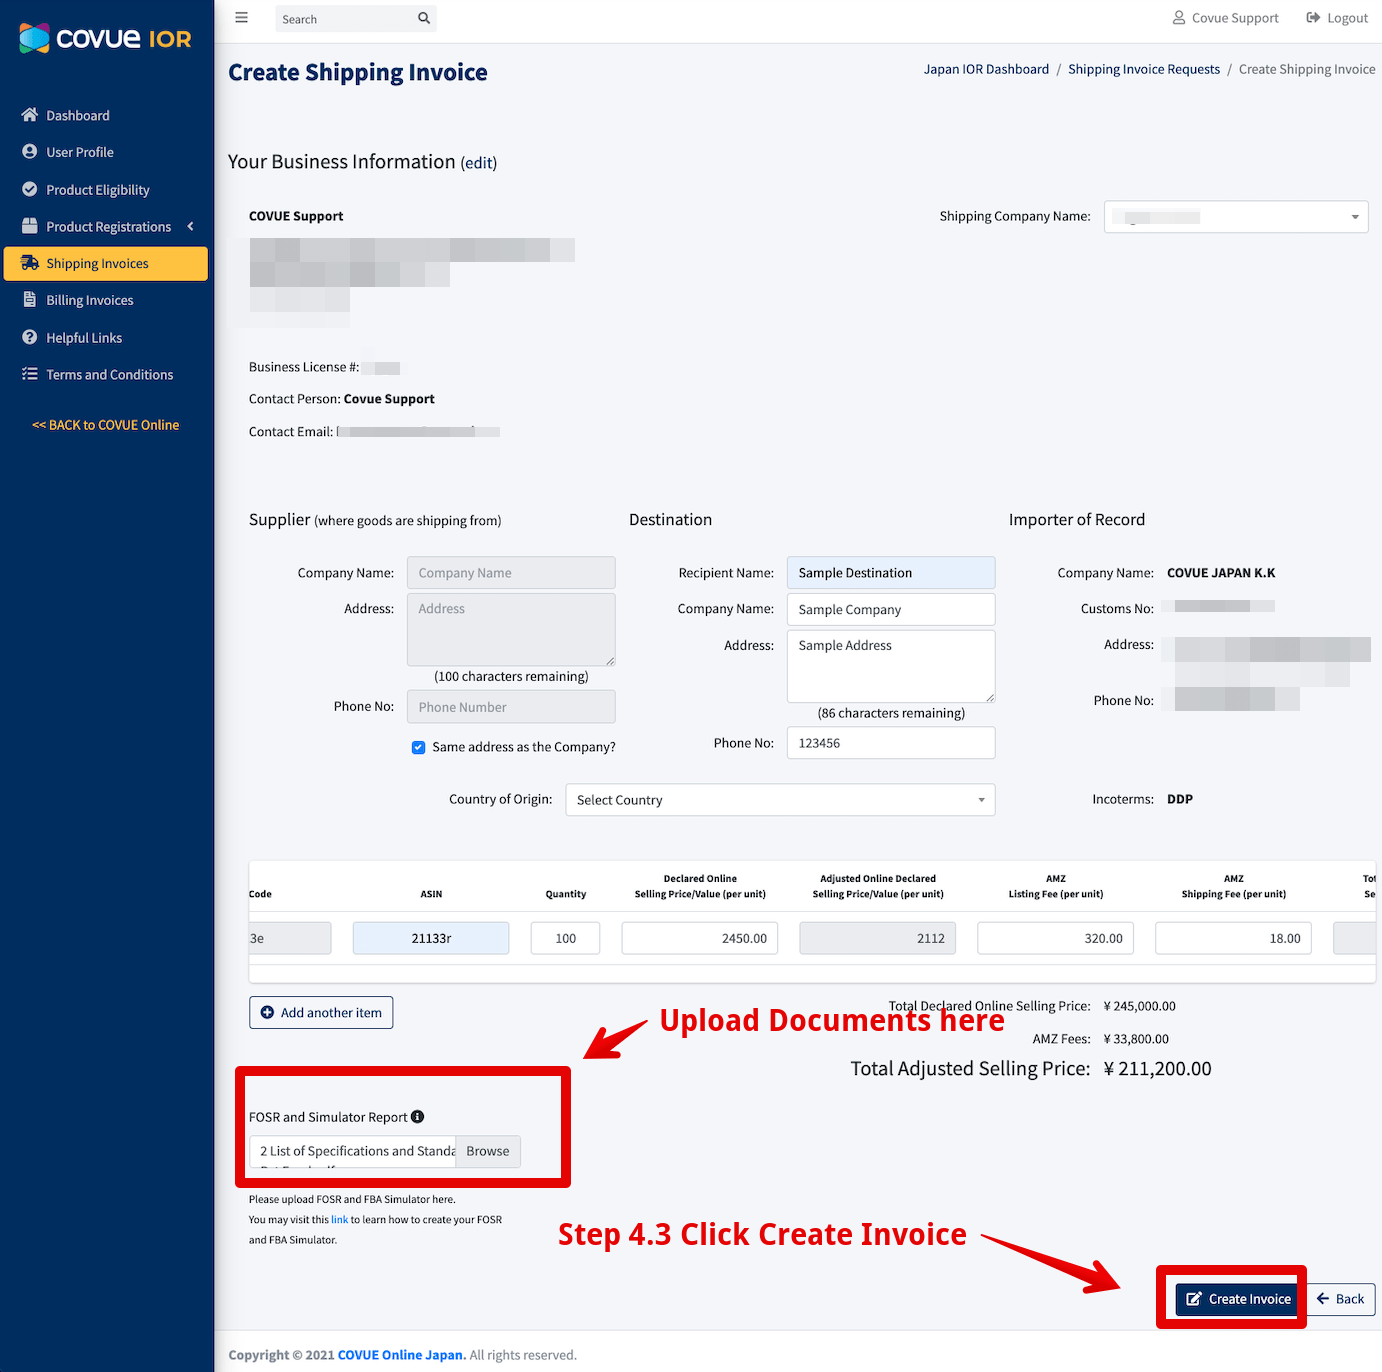 COVUE IOR
Search
Covue Support
Logout
Create Shipping Invoice
Japan IOR Dashboard / Shipping Invoice Requests / Create Shipping Invoice
Dashboard
User Profile
Product Eligibility
Product Registrations
Shipping Invoices
Billing Invoices
Helpful Links
Terms and Conditions
<< BACK to COVUE Online
Your Business Information (edit)
COVUE Support
Shipping Company Name:
Business License #:
Contact Person: Covue Support
Contact Email:
Supplier (where goods are shipping from)
Company Name: Company Name
Address: Address
(100 characters remaining)
Phone No: Phone Number
Same address as the Company?
Destination
Recipient Name: Sample Destination
Company Name: Sample Company
Address: Sample Address
(86 characters remaining)
Phone No: 123456
Importer of Record
Company Name: COVUE JAPAN K.K
Customs No:
Address:
Phone No:
Country of Origin: Select Country
Incoterms: DDP
Code ASIN Quantity Declared Online Selling Price/Value (per unit) Adjusted Online Declared Selling Price/Value (per unit) AMZ Listing Fee (per unit) AMZ Shipping Fee (per unit)
3e 21133r 100 2450.00 2112 320.00 18.00
Add another item
Total Declared Online Selling Price: ¥ 245,000.00
Upload Documents here
AMZ Fees: ¥ 33,800.00
Total Adjusted Selling Price: ¥ 211,200.00
FOSR and Simulator Report
2 List of Specifications and Standa Browse
Please upload FOSR and FBA Simulator here.
You may visit this link to learn how to create your FOSR
and FBA Simulator.
Step 4.3 Click Create Invoice
Create Invoice
Back
Copyright © 2021 COVUE Online Japan. All rights reserved.